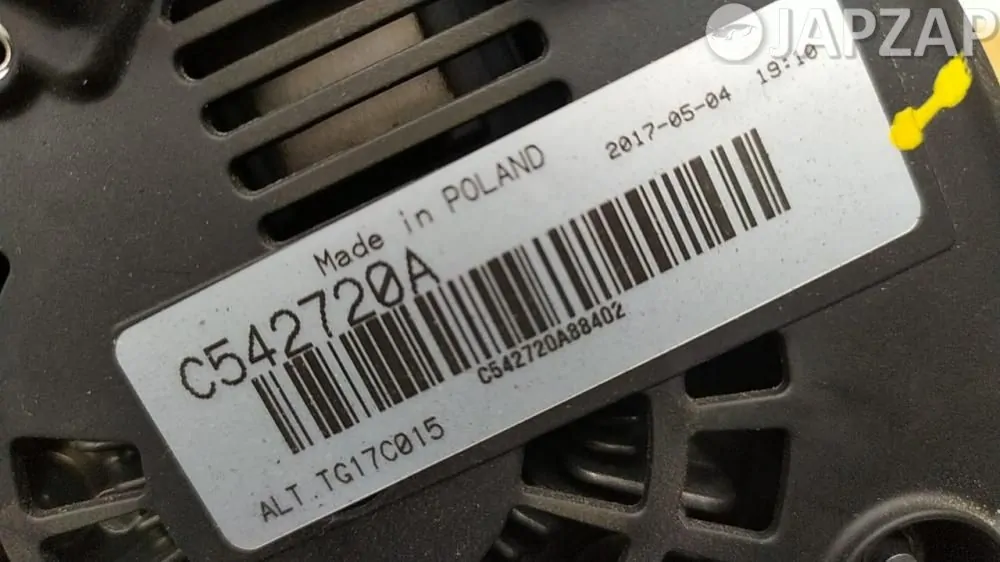 JAPZAP
2017-05-04 19:10
Made in POLAND
C542720A
C542720A88402
ALT.TG17C015